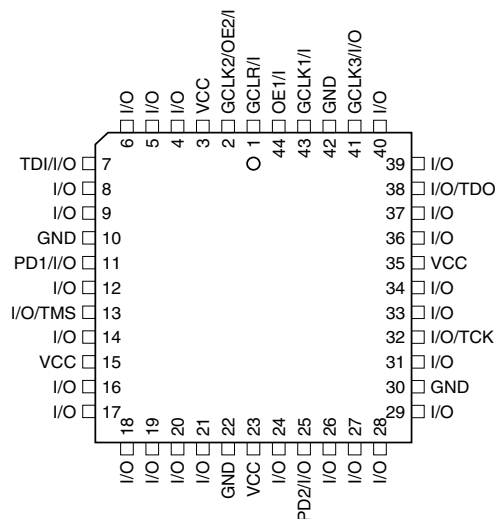 I/O
I/O
I/O
VCC
GCLK2/OE2/I
GCLR/I
OE1/I
GCLK1/I
GND
GCLK3/I/O
I/O
6
5
4
3
2
1
44
43
42
41
40
TDI/I/O 7
I/O 8
I/O 9
GND 10
PD1/I/O 11
I/O 12
I/O/TMS 13
I/O 14
VCC 15
I/O 16
I/O 17
39 I/O
38 I/O/TDO
37 I/O
36 I/O
35 VCC
34 I/O
33 I/O
32 I/O/TCK
31 I/O
30 GND
29 I/O
18
19
20
21
22
23
24
25
26
27
28
I/O
I/O
I/O
I/O
GND
VCC
I/O
PD2/I/O
I/O
I/O
I/O